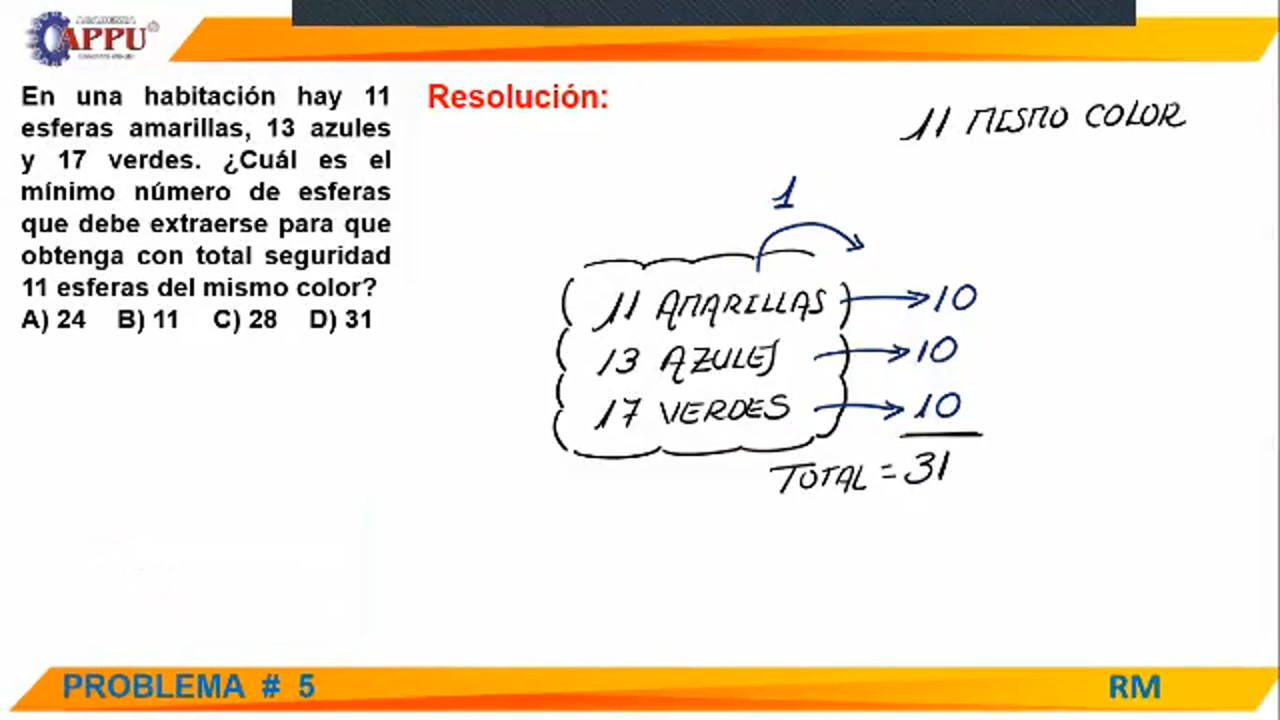 ACADEMIA
APPU
En una habitación hay 11
esferas amarillas, 13 azules
y 17 verdes. ¿Cuál es el
mínimo número de esferas
que debe extraerse para que
obtenga con total seguridad
11 esferas del mismo color?
A) 24 B) 11 C) 28 D) 31
Resolución:
11 MISMO COLOR
1
11 AMARILLAS 10
13 AZULES 10
17 VERDES 10
TOTAL = 31
PROBLEMA # 5
RM